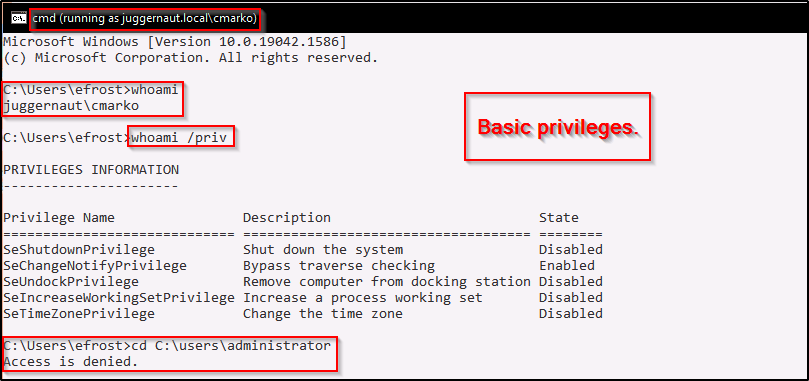 cmd (running as juggernaut.local\cmarko)
Microsoft Windows [Version 10.0.19042.1586]
(c) Microsoft Corporation. All rights reserved.
C:\Users\efrost>whoami
juggernaut\cmarko
Basic privileges.
C:\Users\efrost>whoami /priv
PRIVILEGES INFORMATION
----------------------
Privilege Name                Description                          State
============================= ==================================== ========
SeShutdownPrivilege           Shut down the system                 Disabled
SeChangeNotifyPrivilege       Bypass traverse checking             Enabled
SeUndockPrivilege             Remove computer from docking station Disabled
SeIncreaseWorkingSetPrivilege Increase a process working set       Disabled
SeTimeZonePrivilege           Change the time zone                 Disabled
C:\Users\efrost>cd C:\users\administrator
Access is denied.